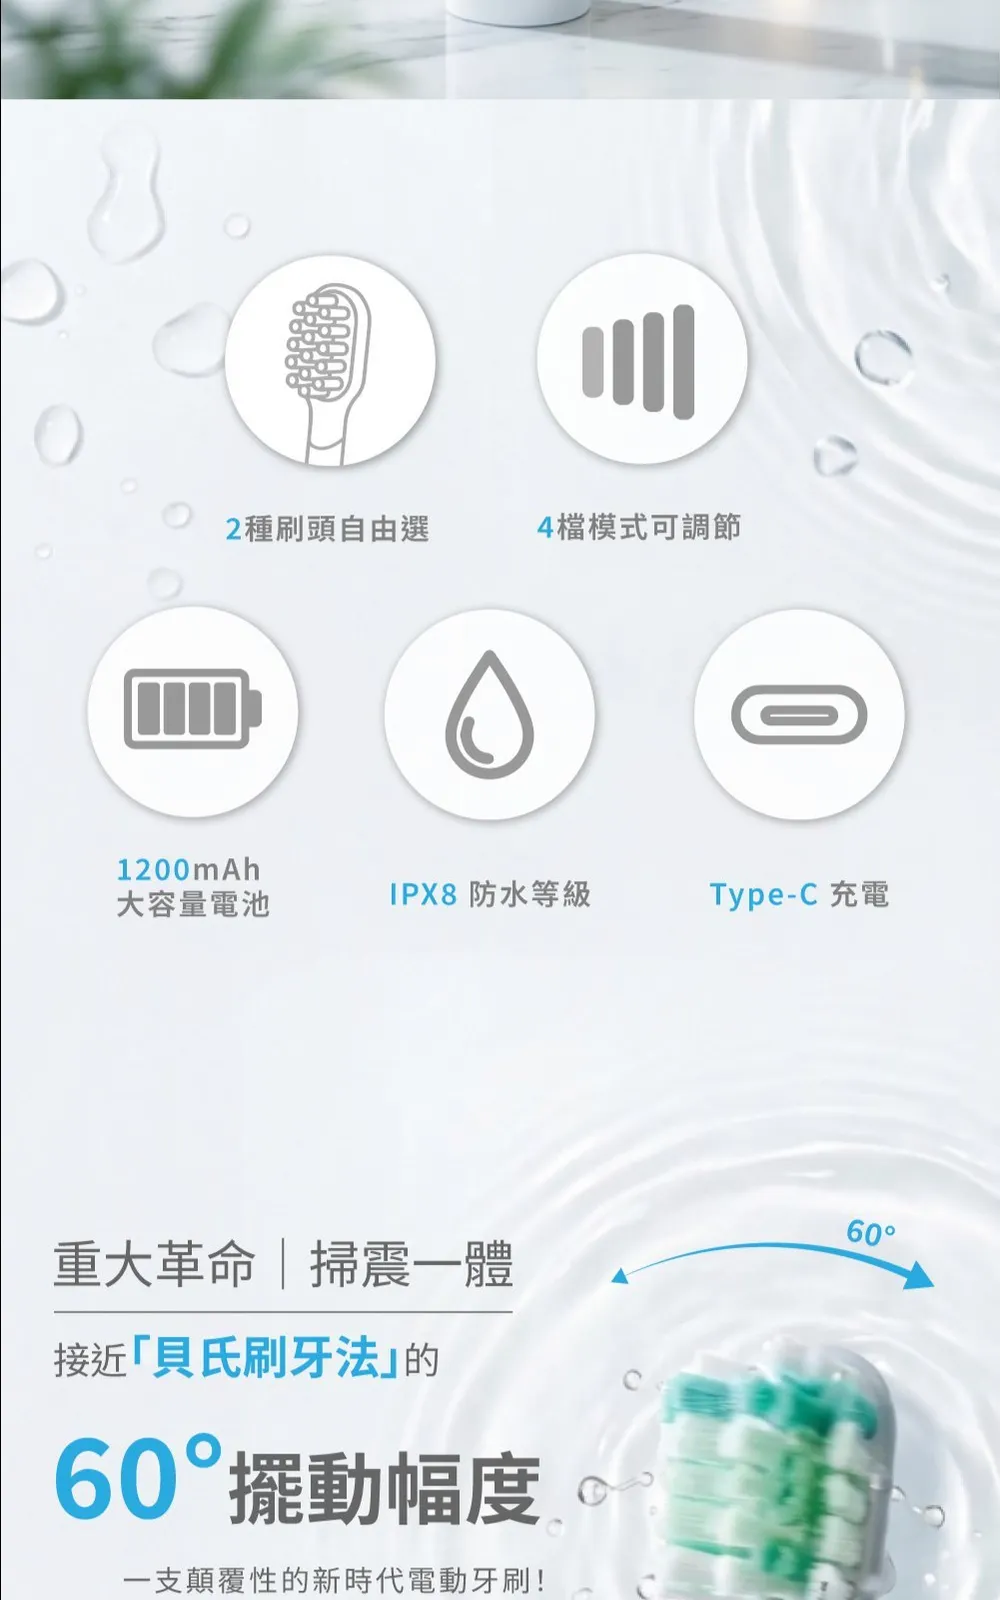 2種刷頭自由選
4檔模式可調節
1200mAh
大容量電池
IPX8 防水等級
Type-C 充電
重大革命｜掃震一體
接近「貝氏刷牙法」的
60°
60°擺動幅度
一支顛覆性的新時代電動牙刷！